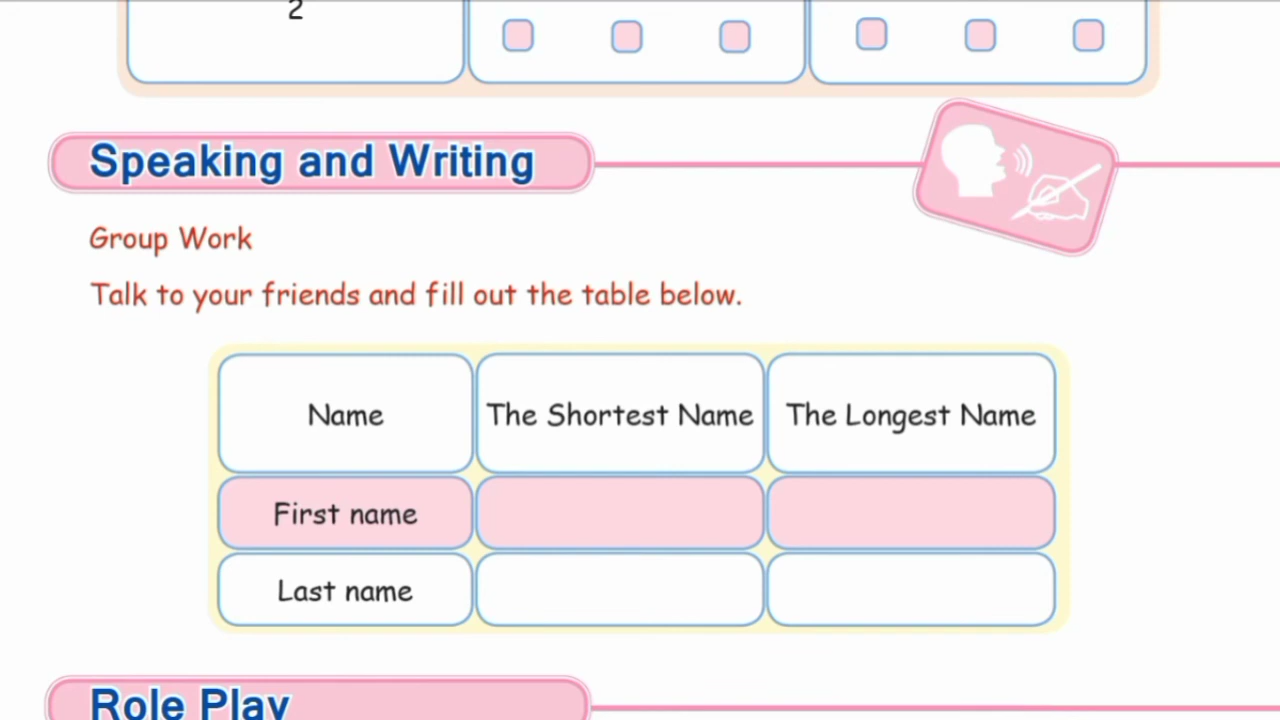 2
Speaking and Writing
Group Work
Talk to your friends and fill out the table below.
Name The Shortest Name The Longest Name
First name
Last name
Role Play